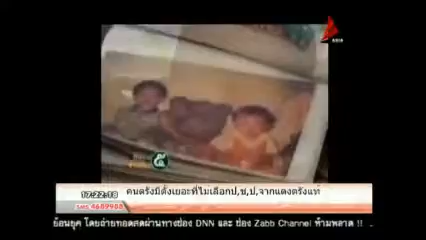 ASIA
17:22:18
SMS 4689988
คนตรังมีตั้งเยอะที่ไม่เลือกป,ช,ป,จากแดงตรังแท้
ย้อนยุค โดยถ่ายทอดสดผ่านทางช่อง DNN และ ช่อง Zabb Channel ห้ามพลาด !!